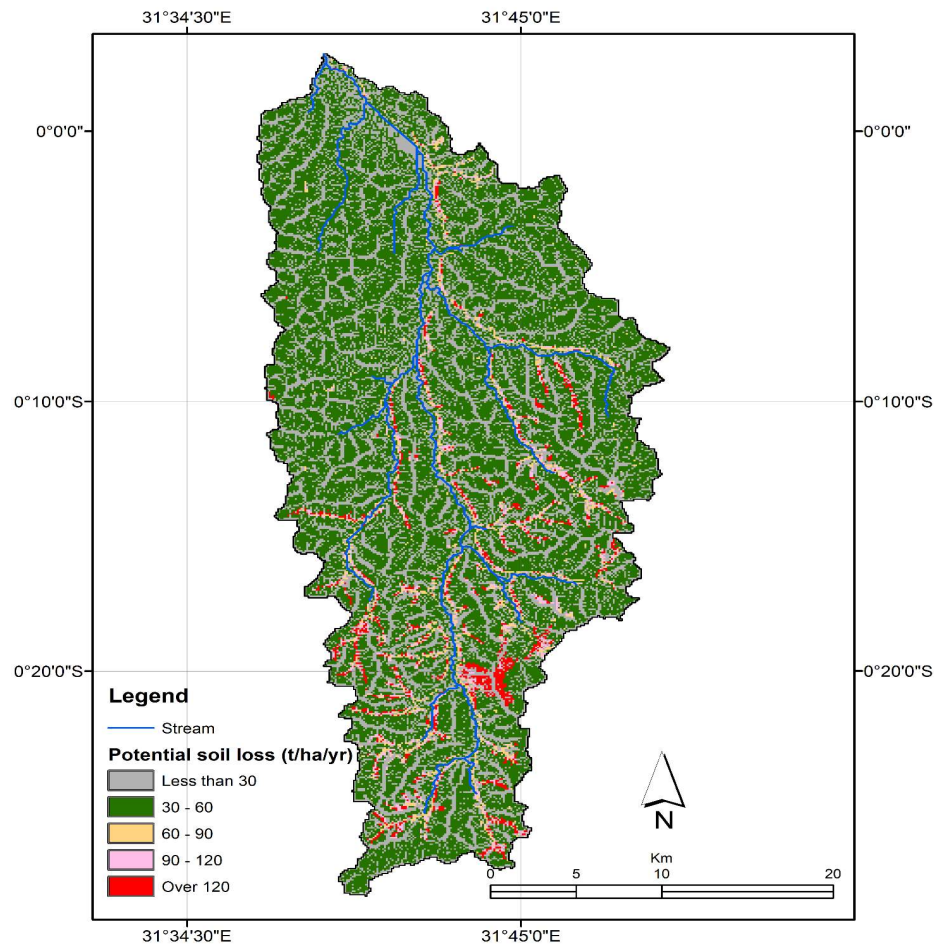 31°34'30"E 31°45'0"E
0°0'0" 0°0'0"
0°10'0"S 0°10'0"S
0°20'0"S 0°20'0"S
Legend
Stream
Potential soil loss (t/ha/yr)
Less than 30
30 - 60
60 - 90
90 - 120
Over 120
N
Km
0 5 10 20
31°34'30"E 31°45'0"E